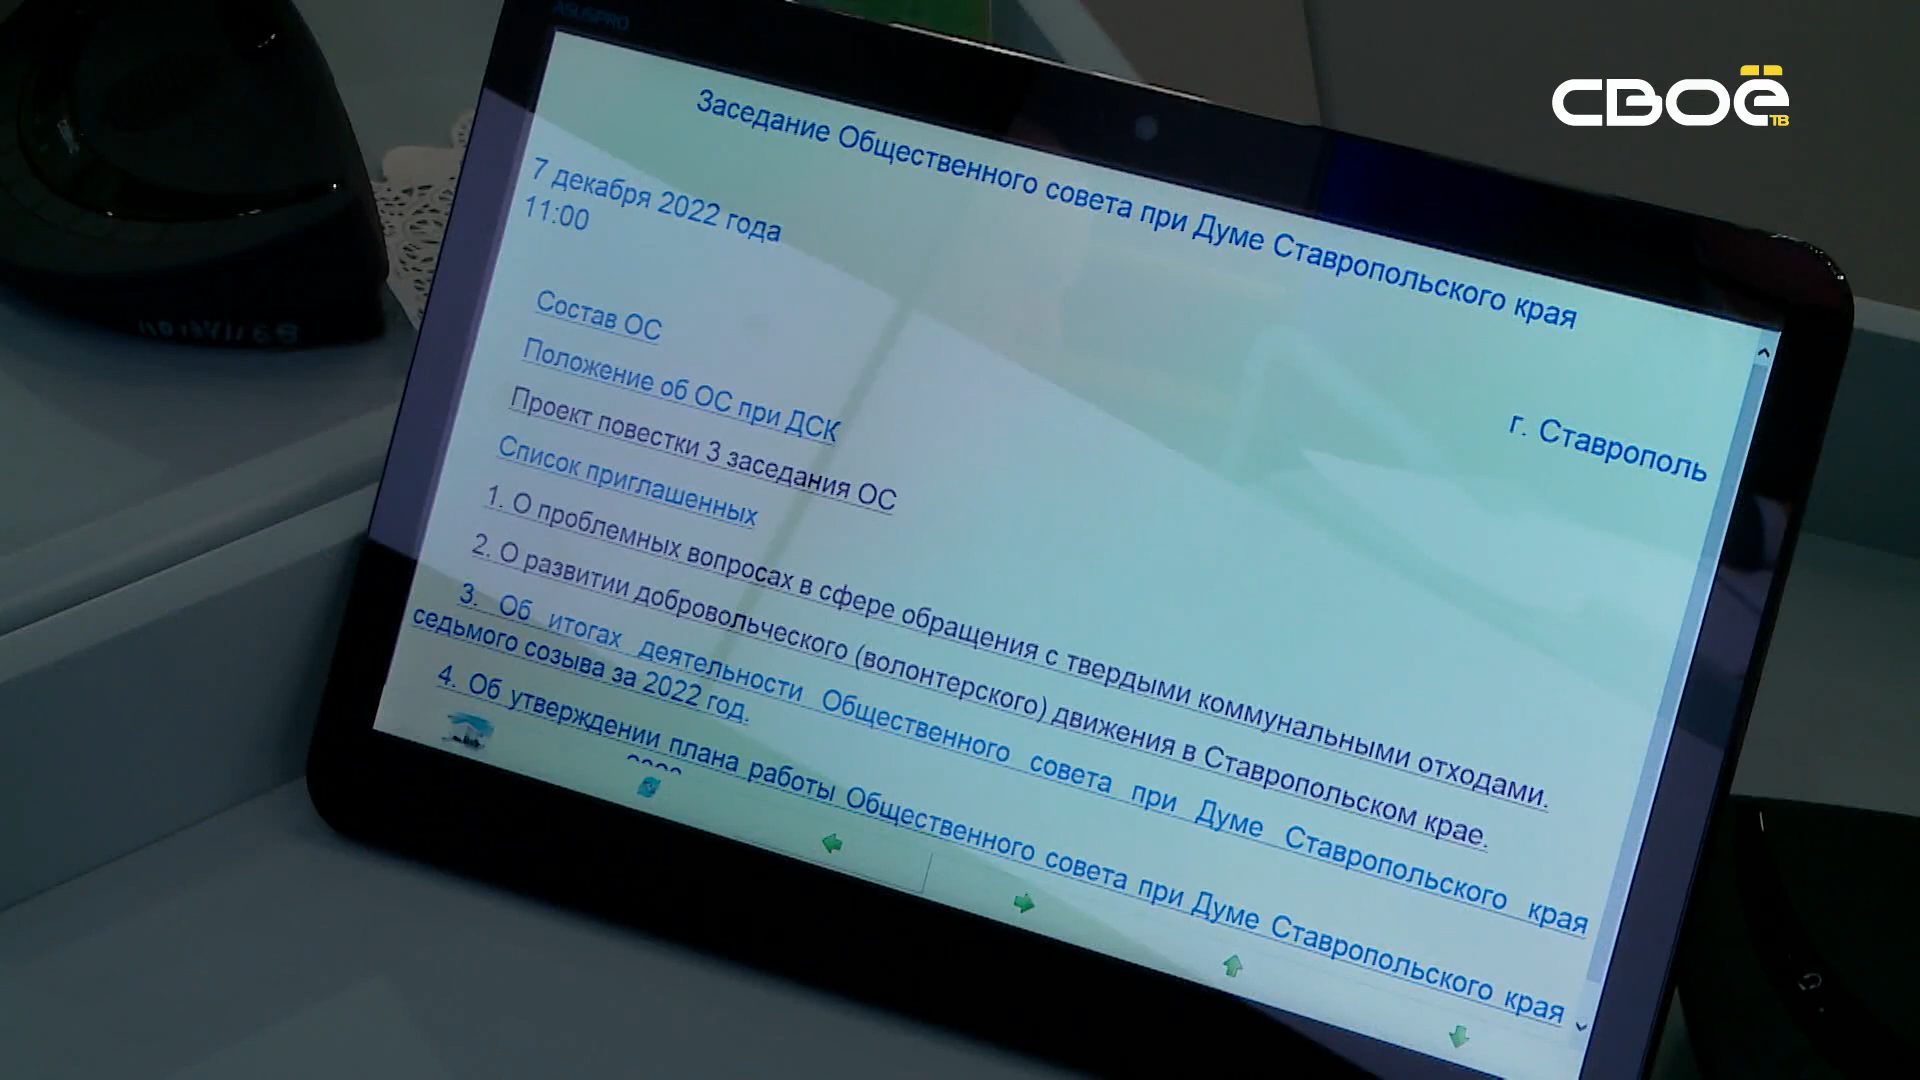 ASUSPRO
СВОЁ
ТВ
Заседание Общественного совета при Думе Ставропольского края
7 декабря 2022 года
11:00
г. Ставрополь
Состав ОС
Положение об ОС при ДСК
Проект повестки 3 заседания ОС
Список приглашенных
1. О проблемных вопросах в сфере обращения с твердыми коммунальными отходами.
2. О развитии добровольческого (волонтерского) движения в Ставропольском крае.
3. Об итогах деятельности Общественного совета при Думе Ставропольского края
седьмого созыва за 2022 год.
4. Об утверждении плана работы Общественного совета при Думе Ставропольского края